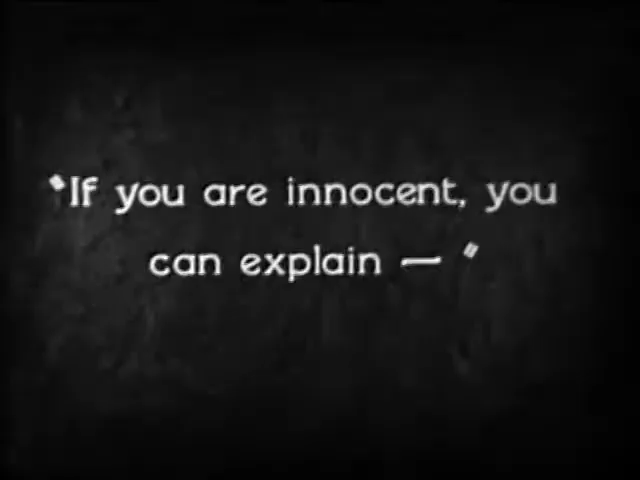 "If you are innocent, you
can explain — "